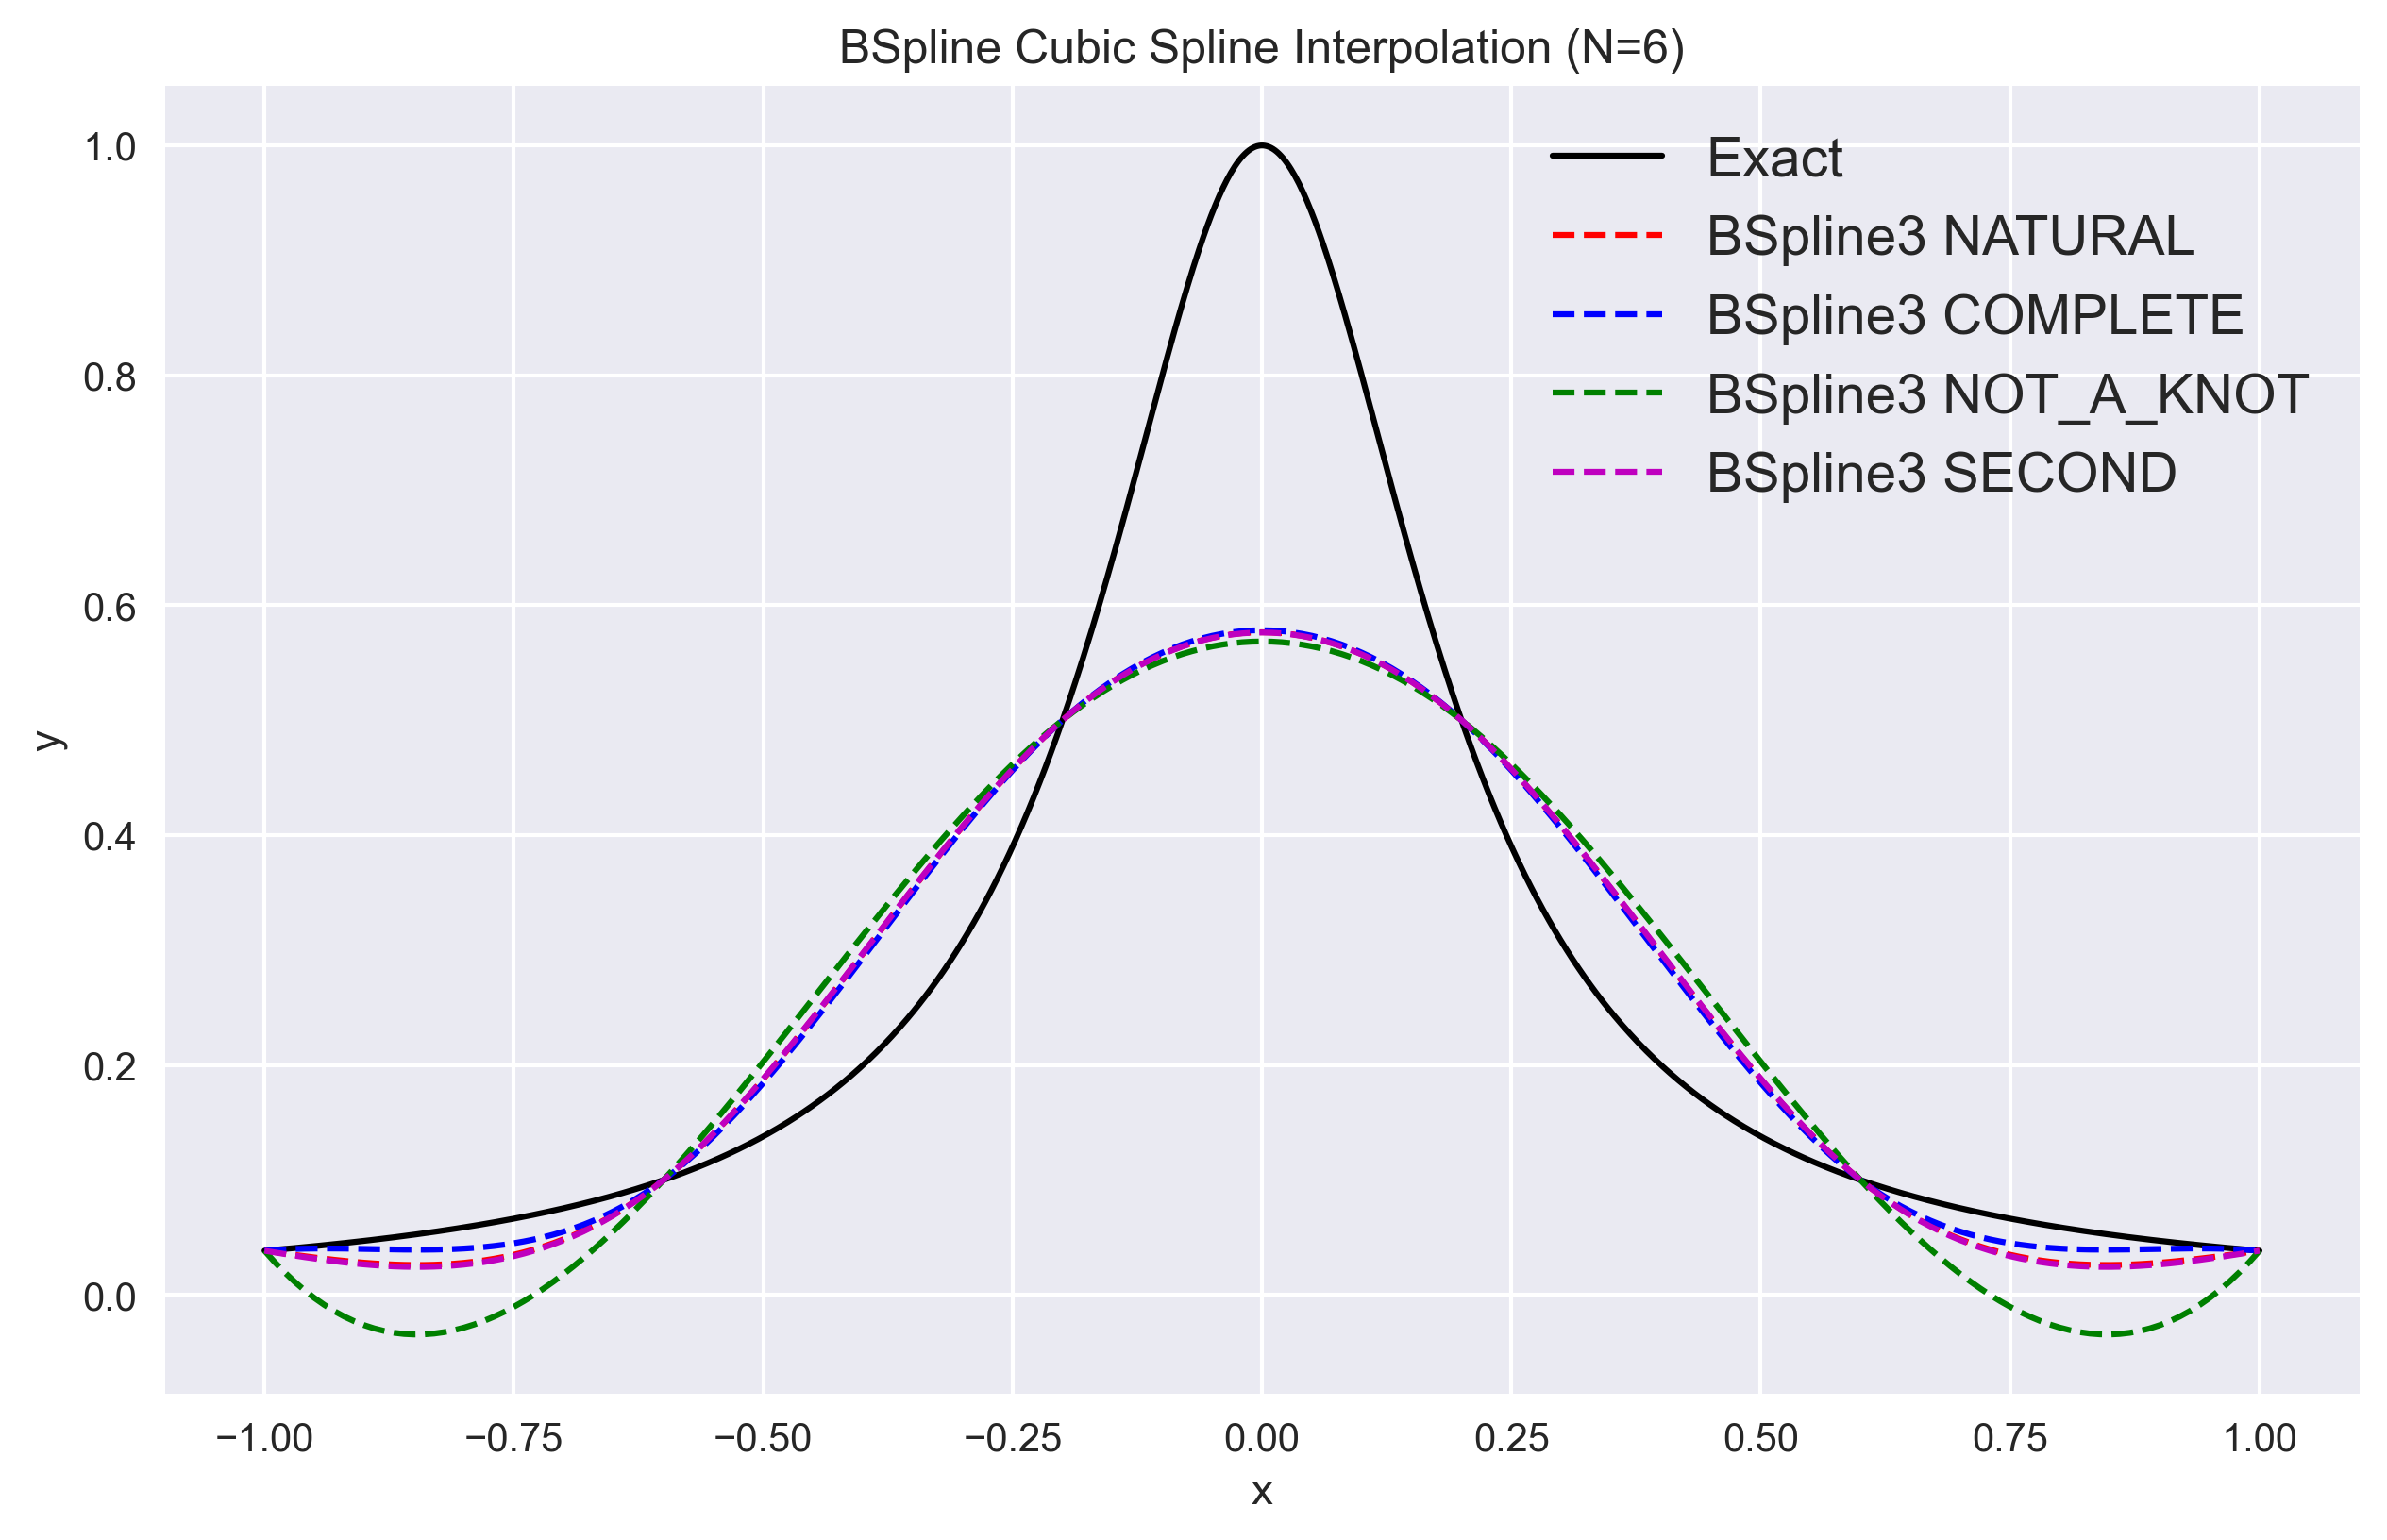 BSpline Cubic Spline Interpolation (N=6)
1.0
0.8
0.6
0.4
0.2
0.0
y
Exact
BSpline3 NATURAL
BSpline3 COMPLETE
BSpline3 NOT_A_KNOT
BSpline3 SECOND
−1.00 −0.75 −0.50 −0.25 0.00 0.25 0.50 0.75 1.00
x